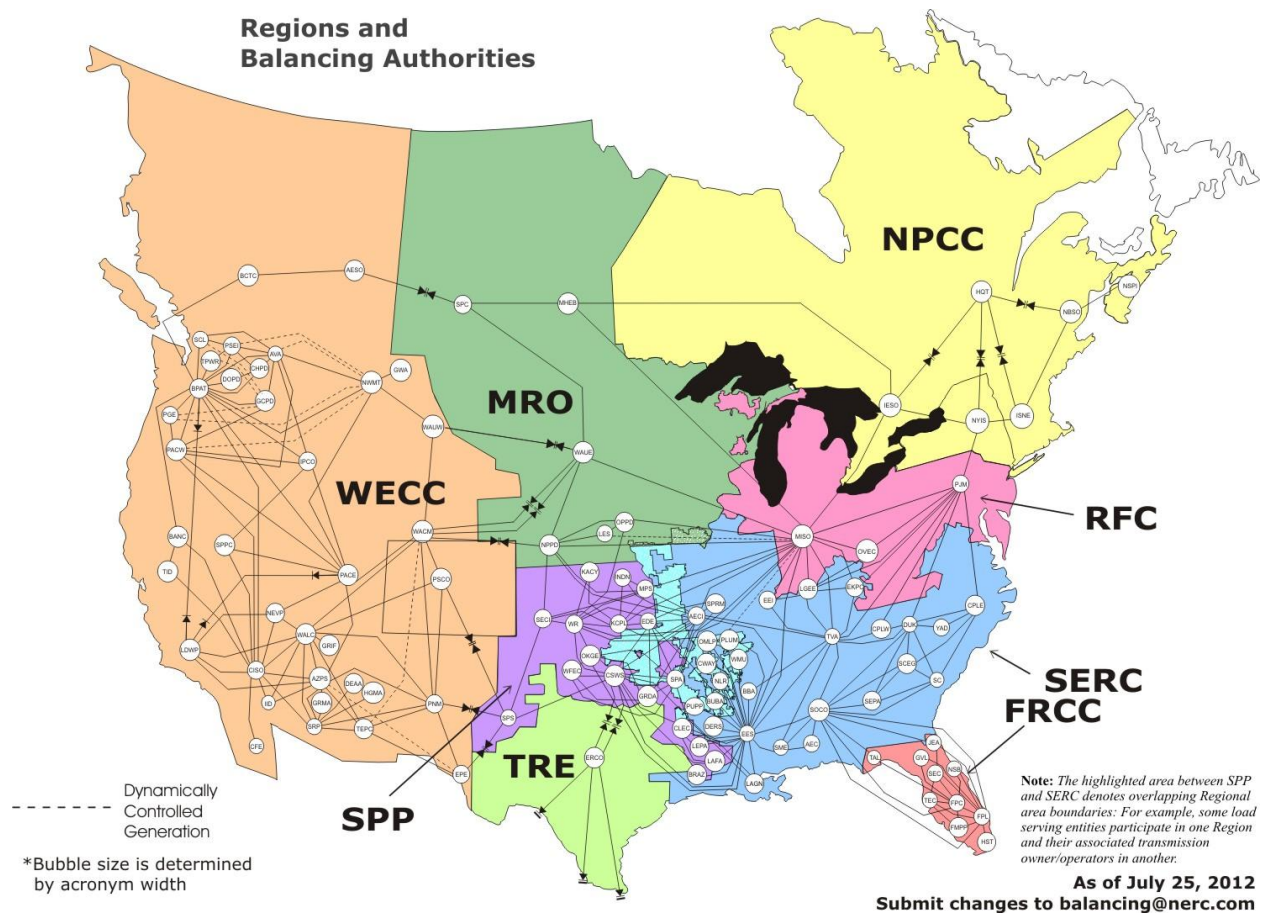 Regions and
Balancing Authorities
NPCC
HQT
NSPI
NBSO
BCTC
AESO
SPC
MHEB
SCL
PSEI
AVA
TPWR
CHPD
DOPD
BPAT
GCPD
NWMT
GWA
MRO
IESO
NYIS
ISNE
PGE
WAUW
PACW
WAUE
IPCO
WECC
PJM
RFC
WACM
OPPD
LES
MISO
BANC
SPPC
NPPD
OVEC
TID
PACE
PSCO
KACY
NDN
MPS
EEI
LGEE
EKPC
NEVP
SECI
WR
KCPL
EDE
AECI
SPRM
CPLE
WALC
TVA
CPLW
DUK
YAD
LDWP
GRIF
OMLP
PLUM
OKGE
CWAY
WMU
CISO
WFEC
CSWS
SPA
NLR
SCEG
AZPS
DEAA
HGMA
GRDA
BUBA
PUPP
BBA
SC
SERC
IID
GRMA
PNM
SEPA
SOCO
FRCC
SRP
TEPC
SPS
CLEC
DERS
EES
CFE
LEPA
SME
AEC
JEA
TRE
ERCO
LAFA
TAL
GVL
NSB
SEC
EPE
BRAZ
LAGN
SPP
TEC
FPC
FPL
FMPP
HST
Dynamically
Controlled
Generation
*Bubble size is determined
by acronym width
Note: The highlighted area between SPP
and SERC denotes overlapping Regional
area boundaries: For example, some load
serving entities participate in one Region
and their associated transmission
owner/operators in another.
As of July 25, 2012
Submit changes to balancing@nerc.com